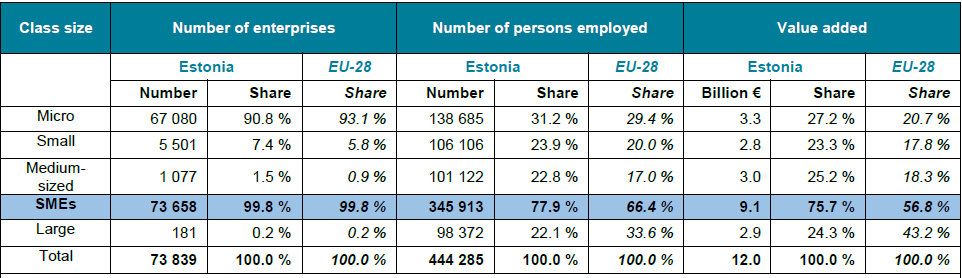 Class size Number of enterprises Number of persons employed Value added
Estonia EU-28 Estonia EU-28 Estonia EU-28
Number Share Share Number Share Share Billion € Share Share
Micro 67 080 90.8 % 93.1 % 138 685 31.2 % 29.4 % 3.3 27.2 % 20.7 %
Small 5 501 7.4 % 5.8 % 106 106 23.9 % 20.0 % 2.8 23.3 % 17.8 %
Medium-
sized 1 077 1.5 % 0.9 % 101 122 22.8 % 17.0 % 3.0 25.2 % 18.3 %
SMEs 73 658 99.8 % 99.8 % 345 913 77.9 % 66.4 % 9.1 75.7 % 56.8 %
Large 181 0.2 % 0.2 % 98 372 22.1 % 33.6 % 2.9 24.3 % 43.2 %
Total 73 839 100.0 % 100.0 % 444 285 100.0 % 100.0 % 12.0 100.0 % 100.0 %